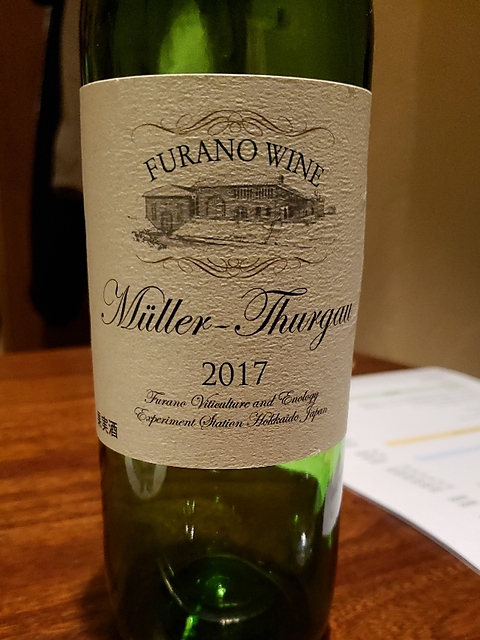 FURANO WINE
Müller-Thurgau
2017
Furano Viticulture and Enology
Experiment Station Hokkaido, Japan
果実酒